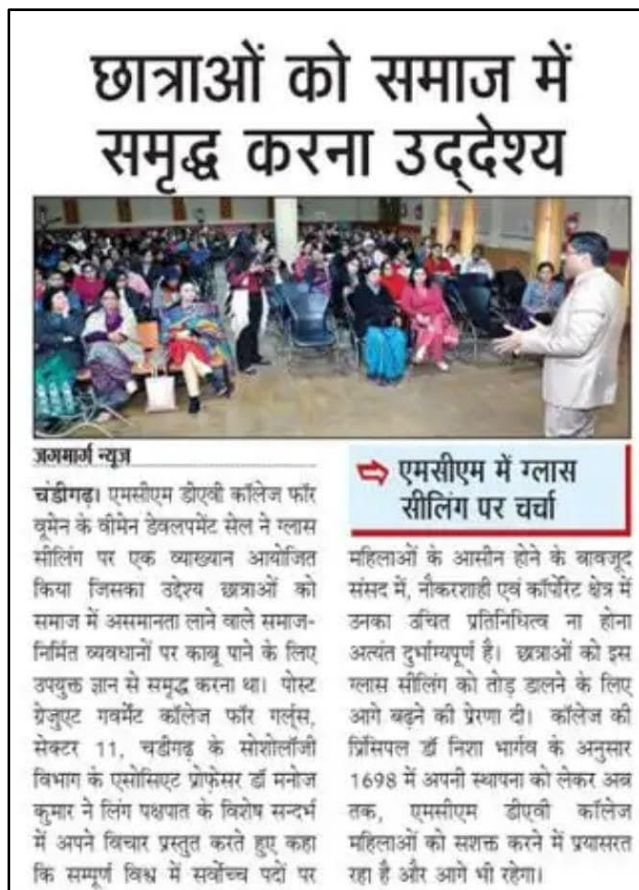 छात्राओं को समाज में
समृद्ध करना उद्‌देश्य
जगमार्ग न्यूज
चंडीगढ़। एमसीएम डीएवी कॉलेज फॉर
वूमेन के वीमेन डेवलपमेंट सेल ने ग्लास
सीलिंग पर एक व्याख्यान आयोजित
किया जिसका उद्देश्य छात्राओं को
समाज में असमानता लाने वाले समाज-
निर्मित व्यवधानों पर काबू पाने के लिए
उपयुक्त ज्ञान से समृद्ध करना था। पोस्ट
ग्रेजुएट गवर्मेंट कॉलेज फॉर गर्ल्स,
सेक्टर 11, चडीगढ़ के सोशोलॉजी
विभाग के एसोसिएट प्रोफेसर डॉ मनोज
कुमार ने लिंग पक्षपात के विशेष सन्दर्भ
में अपने विचार प्रस्तुत करते हुए कहा
कि सम्पूर्ण विश्व में सर्वोच्च पदों पर
एमसीएम में ग्लास
सीलिंग पर चर्चा
महिलाओं के आसीन होने के बावजूद
संसद में, नौकरशाही एवं कॉर्पोरेट क्षेत्र में
उनका उचित प्रतिनिधित्व ना होना
अत्यंत दुर्भाग्यपूर्ण है। छात्राओं को इस
ग्लास सीलिंग को तोड़ डालने के लिए
आगे बढ़ने की प्रेरणा दी। कॉलेज की
प्रिंसिपल डॉ निशा भार्गव के अनुसार
1698 में अपनी स्थापना को लेकर अब
तक, एमसीएम डीएवी कॉलेज
महिलाओं को सशक्त करने में प्रयासरत
रहा है और आगे भी रहेगा।